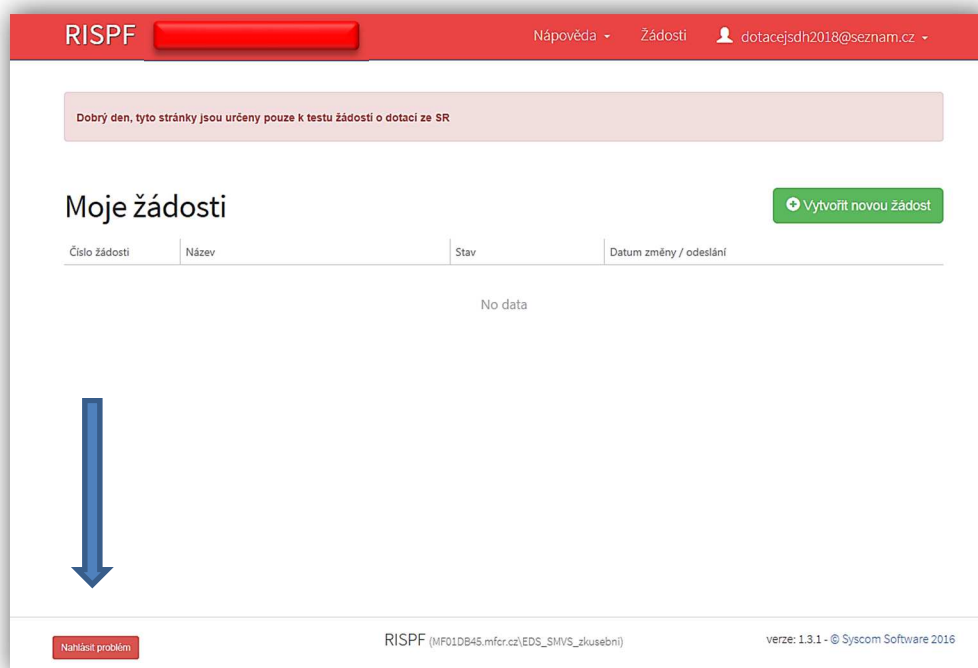 RISPF
Nápověda
Žádosti
dotacejsdh2018@seznam.cz
Dobrý den, tyto stránky jsou určeny pouze k testu žádostí o dotaci ze SR
Moje žádosti
Vytvořit novou žádost
Číslo žádosti
Název
Stav
Datum změny / odeslání
No data
Nahlásit problém
RISPF (MF01DB45.mfcr.cz\EDS_SMVS_zkusebni)
verze: 1.3.1 - © Syscom Software 2016